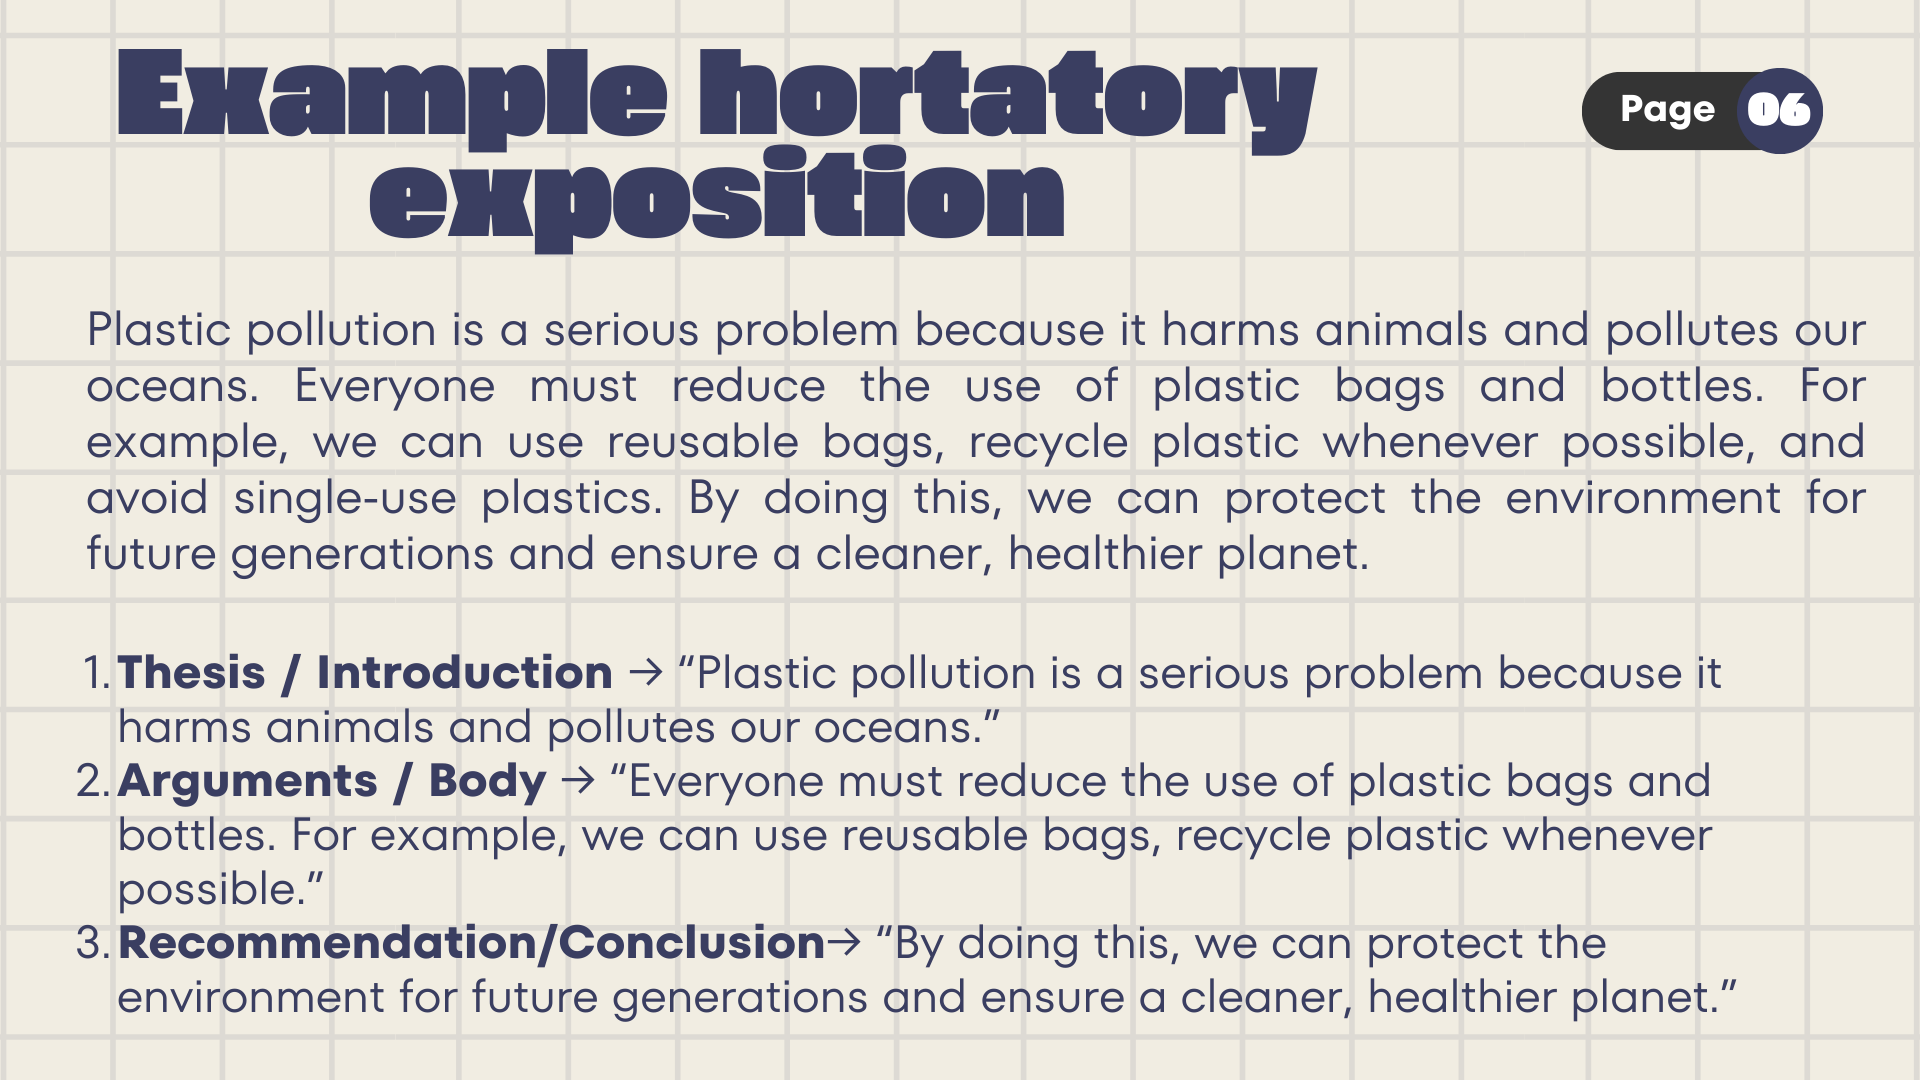 Example hortatory
exposition
Page 06
Plastic pollution is a serious problem because it harms animals and pollutes our
oceans. Everyone must reduce the use of plastic bags and bottles. For
example, we can use reusable bags, recycle plastic whenever possible, and
avoid single-use plastics. By doing this, we can protect the environment for
future generations and ensure a cleaner, healthier planet.
1. Thesis / Introduction → “Plastic pollution is a serious problem because it
harms animals and pollutes our oceans.”
2. Arguments / Body → “Everyone must reduce the use of plastic bags and
bottles. For example, we can use reusable bags, recycle plastic whenever
possible.”
3. Recommendation/Conclusion→ “By doing this, we can protect the
environment for future generations and ensure a cleaner, healthier planet.”